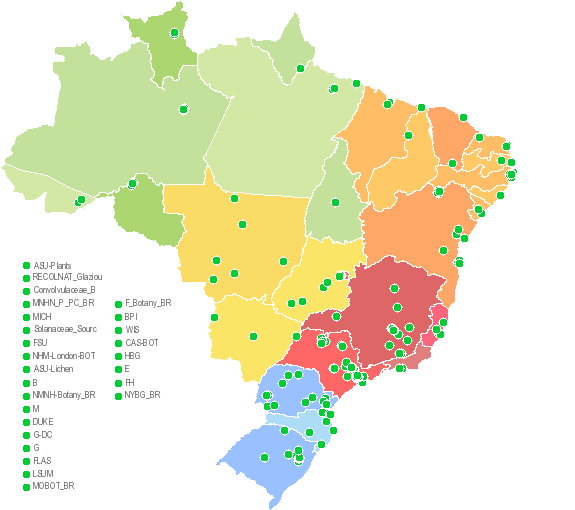 ASU-Plants
RECOLNAT_Glaziou
Convolvulaceae_B
MNHN_P_PC_BR
MICH
Solanaceae_Sourc
FSU
NHM-London-BOT
ASU-Lichen
B
NMNH-Botany_BR
M
DUKE
G-DC
G
FLAS
LSUM
MOBOT_BR
F_Botany_BR
BPI
WIS
CAS-BOT
HBG
E
FH
NYBG_BR